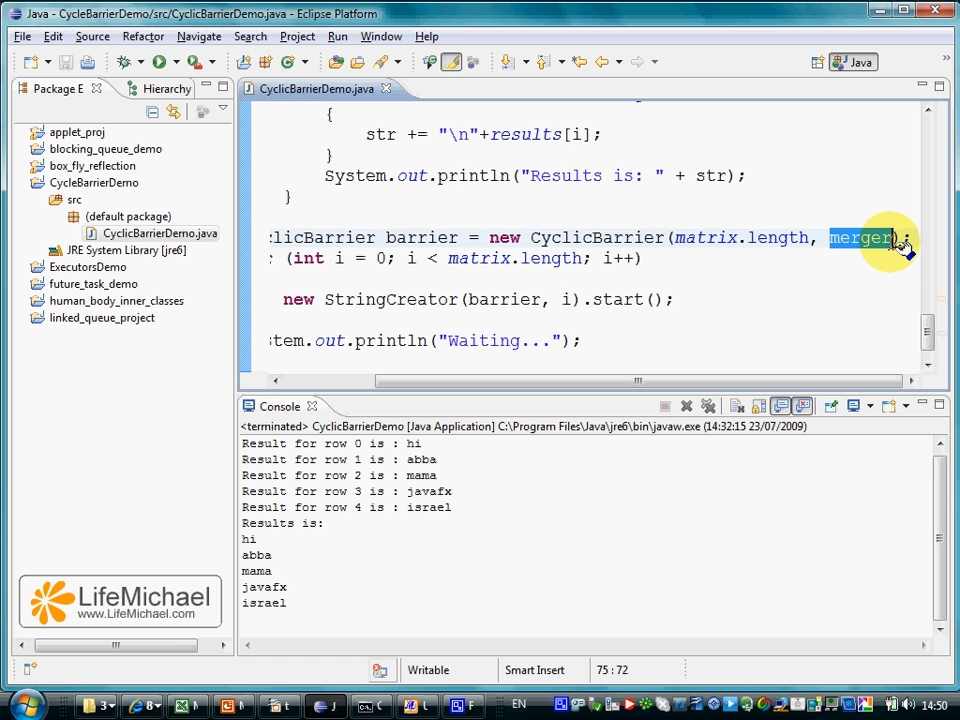 Java - CycleBarrierDemo/src/CyclicBarrierDemo.java - Eclipse Platform
File Edit Source Refactor Navigate Search Project Run Window Help
Java
Package E Hierarchy
CyclicBarrierDemo.java
applet_proj
blocking_queue_demo
box_fly_reflection
CycleBarrierDemo
src
(default package)
CyclicBarrierDemo.java
JRE System Library [jre6]
ExecutorsDemo
future_task_demo
human_body_inner_classes
linked_queue_project
{
str += "\n"+results[i];
}
System.out.println("Results is: " + str);
}
clicBarrier barrier = new CyclicBarrier(matrix.length, merger);
r (int i = 0; i < matrix.length; i++)
new StringCreator(barrier, i).start();
stem.out.println("Waiting...");
Console
<terminated> CyclicBarrierDemo [Java Application] C:\Program Files\Java\jre6\bin\javaw.exe (14:32:15 23/07/2009)
Result for row 0 is : hi
Result for row 1 is : abba
Result for row 2 is : mama
Result for row 3 is : javafx
Result for row 4 is : israel
Results is:
hi
abba
mama
javafx
israel
LifeMichael
www.LifeMichael.com
Writable Smart Insert 75 : 72
3 8 N N t J C L F EN 14:50